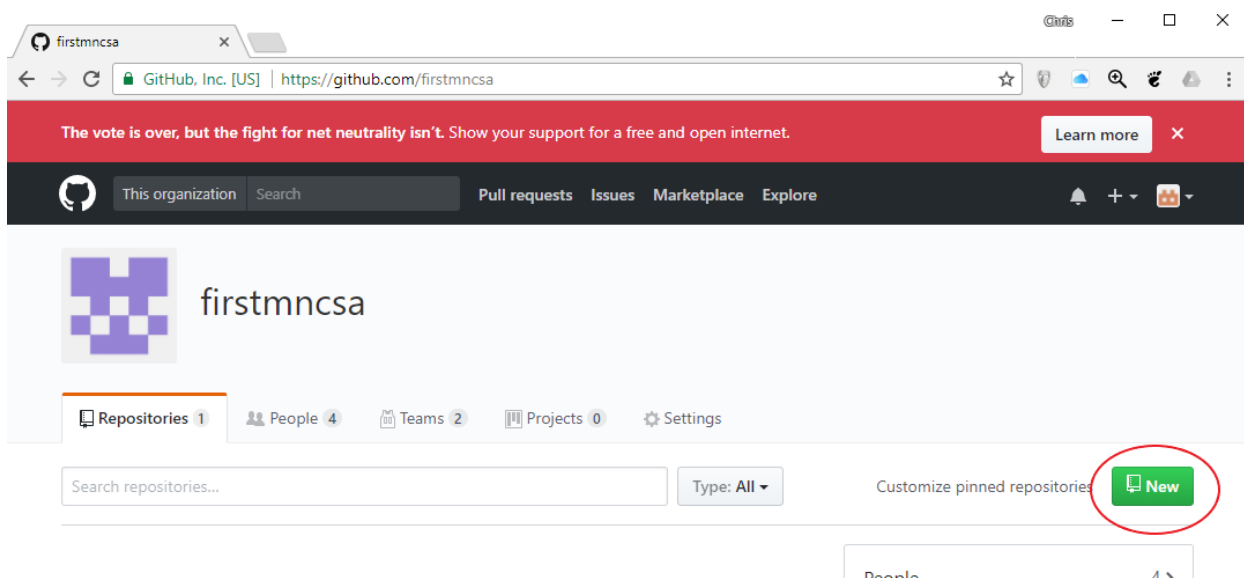 Chris
firstmncsa
GitHub, Inc. [US] | https://github.com/firstmncsa
The vote is over, but the fight for net neutrality isn't. Show your support for a free and open internet.
Learn more
This organization Search Pull requests Issues Marketplace Explore
firstmncsa
Repositories 1 People 4 Teams 2 Projects 0 Settings
Search repositories... Type: All Customize pinned repositories New
People 4